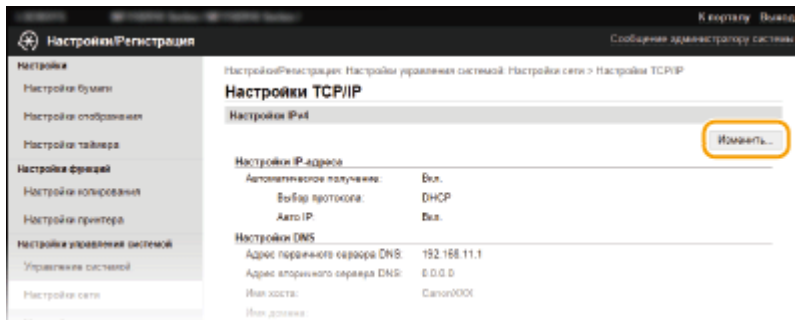 К порталу Выход
Настройки/Регистрация
Сообщение администратору системы
Настройки
Настройки/Регистрация: Настройки управления системой: Настройки сети > Настройки TCP/IP
Настройки бумаги
Настройки TCP/IP
Настройки отображения
Настройки IPv4
Настройки таймера
Изменить...
Настройки функций
Настройки IP-адреса
Автоматическое получение: Вкл.
Настройки копирования
Выбор протокола: DHCP
Настройки принтера
Авто IP: Вкл.
Настройки управления системой
Настройки DNS
Адрес первичного сервера DNS: 192.168.11.1
Управление системой
Адрес вторичного сервера DNS: 0.0.0.0
Настройки сети
Имя хоста: CanonXXX
Имя домена: